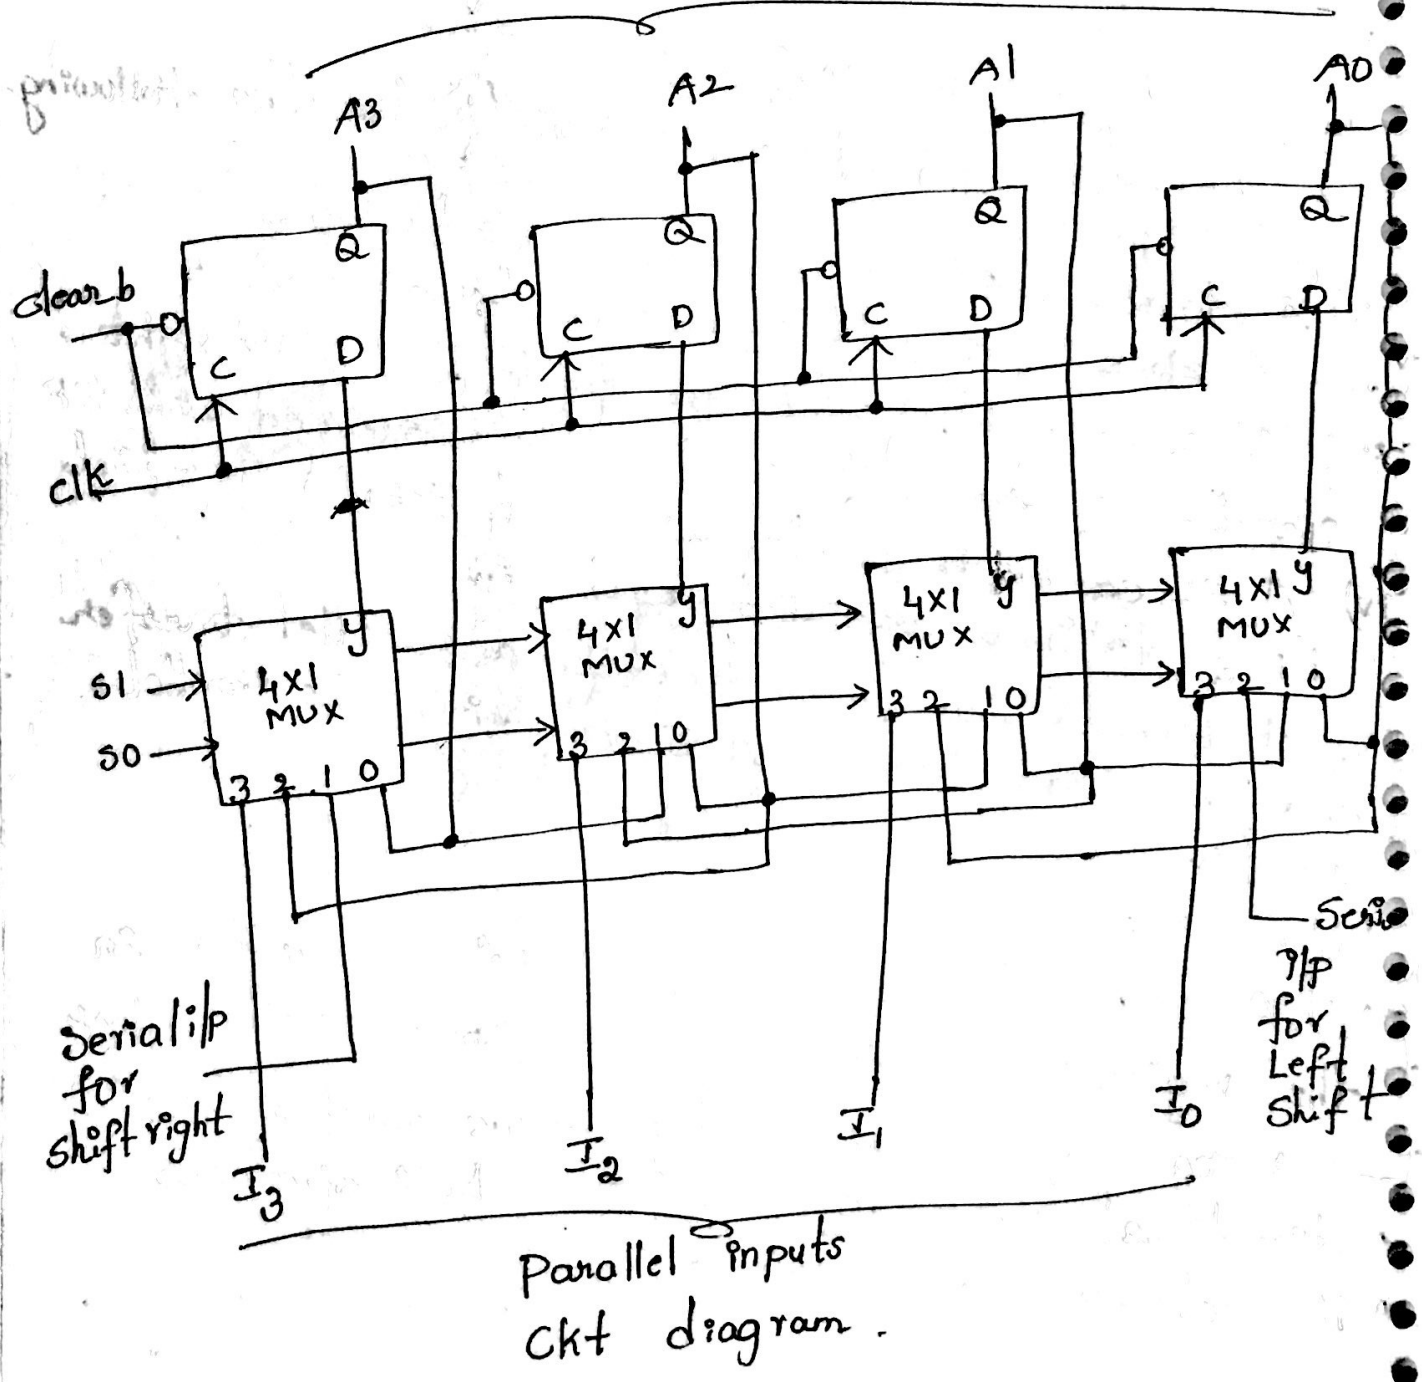 A3 A2 A1 A0
Q Q Q Q
clear_b
C D C D C D C D
clk
y y y y
4X1 4X1 4X1 4X1
MUX MUX MUX MUX
S1
S0
3 2 1 0 3 2 1 0 3 2 1 0 3 2 1 0
Serial i/p
for
shift right
i/p
for
Left
Shift
I3 I2 I1 I0
Parallel inputs
Ckt diagram.